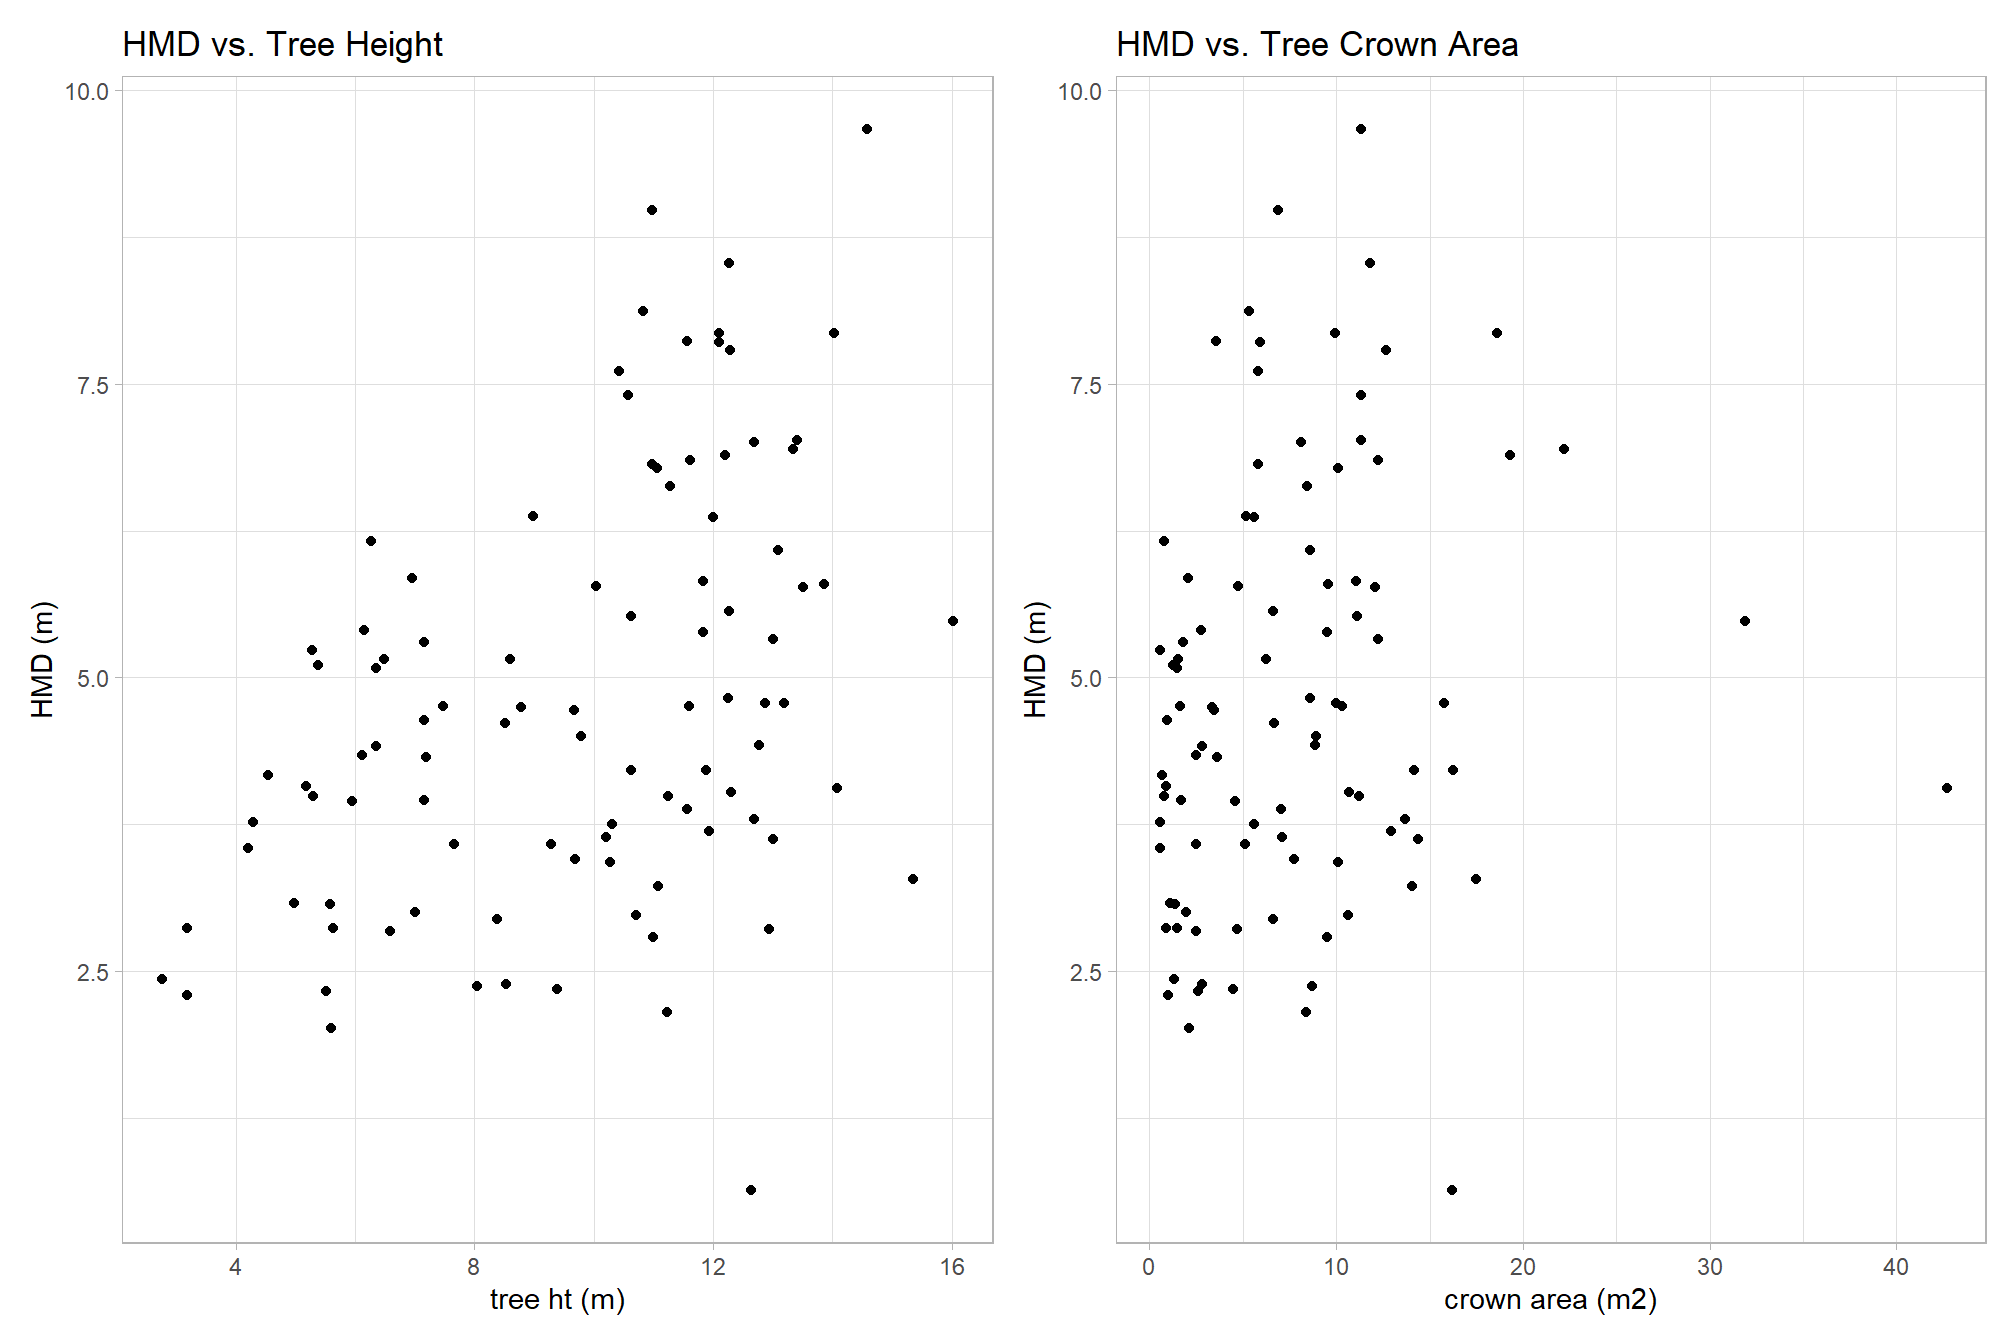 HMD vs. Tree Height
10.0
7.5
5.0
2.5
HMD (m)
4 8 12 16
tree ht (m)
HMD vs. Tree Crown Area
10.0
7.5
5.0
2.5
HMD (m)
0 10 20 30 40
crown area (m2)